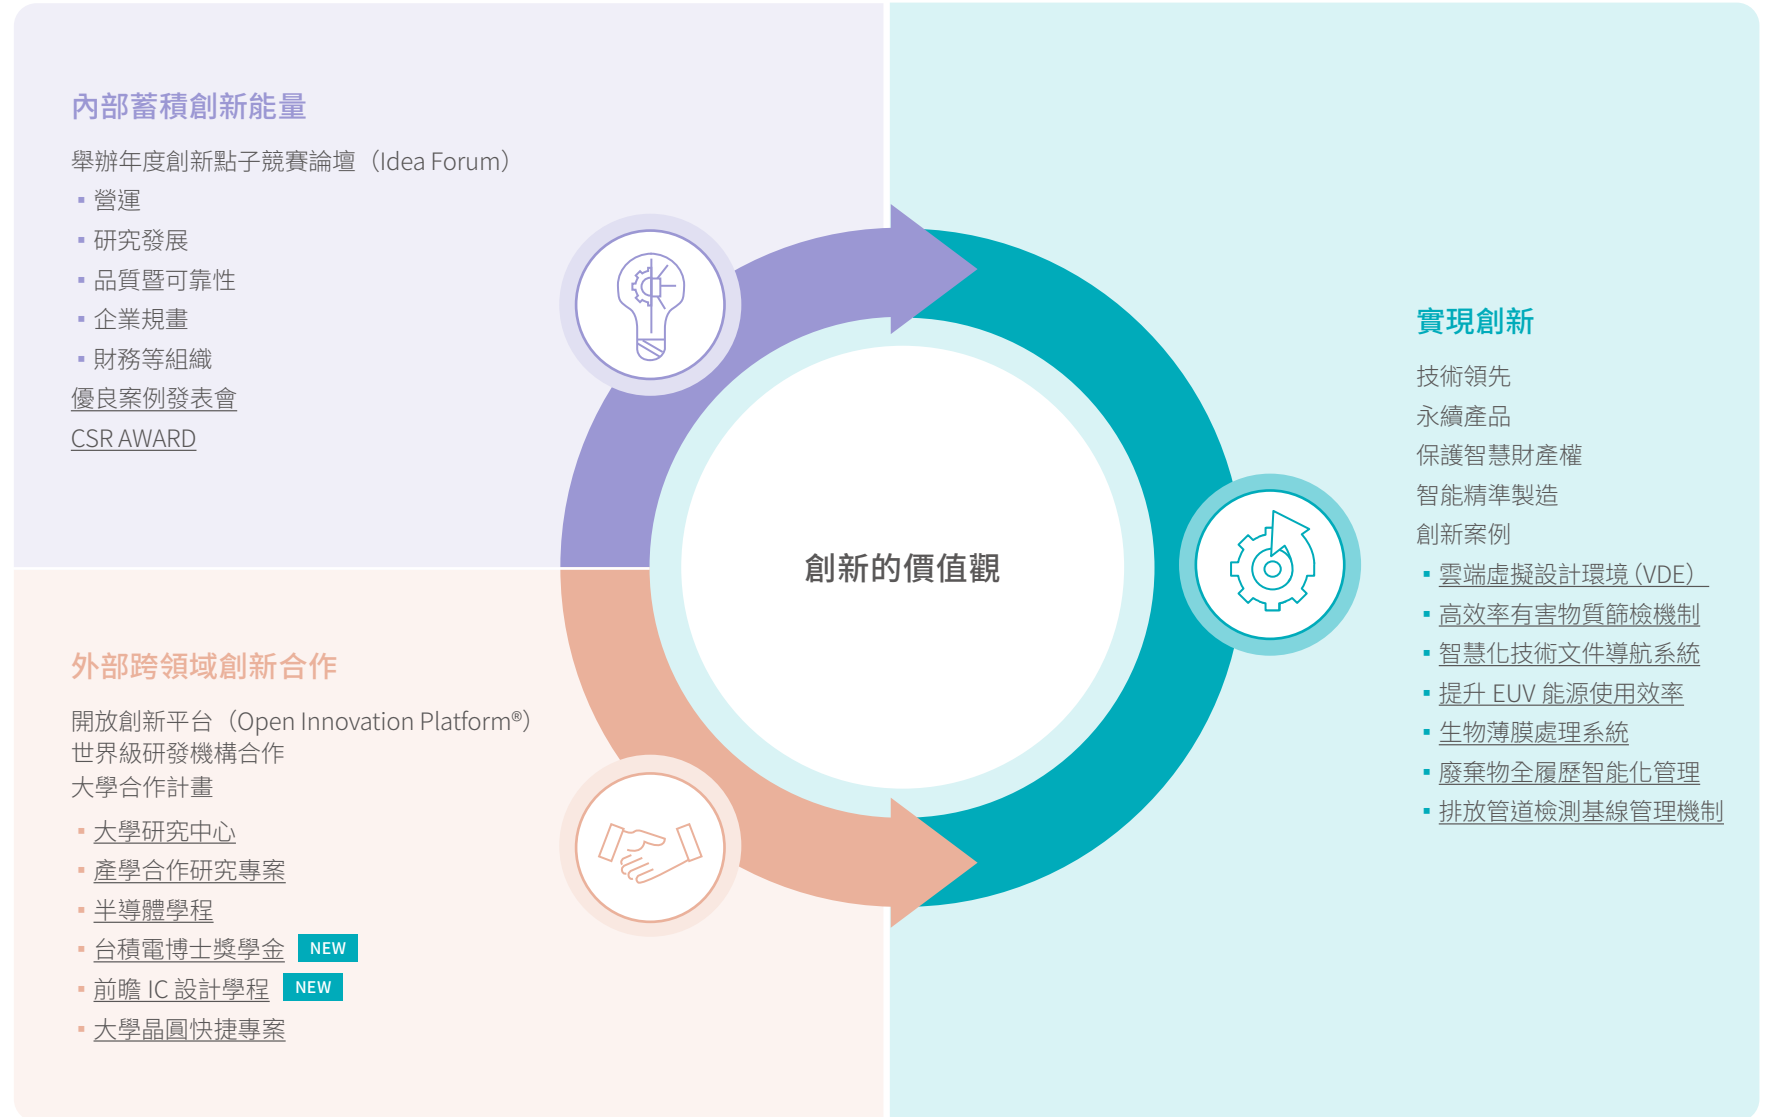 內部蓄積創新能量
舉辦年度創新點子競賽論壇（Idea Forum）
▪ 營運
▪ 研究發展
▪ 品質暨可靠性
▪ 企業規畫
▪ 財務等組織
優良案例發表會
CSR AWARD
外部跨領域創新合作
開放創新平台（Open Innovation Platform®）
世界級研發機構合作
大學合作計畫
▪ 大學研究中心
▪ 產學合作研究專案
▪ 半導體學程
▪ 台積電博士獎學金 NEW
▪ 前瞻 IC 設計學程 NEW
▪ 大學晶圓快捷專案
創新的價值觀
實現創新
技術領先
永續產品
保護智慧財產權
智能精準製造
創新案例
▪ 雲端虛擬設計環境（VDE）
▪ 高效率有害物質篩檢機制
▪ 智慧化技術文件導航系統
▪ 提升 EUV 能源使用效率
▪ 生物薄膜處理系統
▪ 廢棄物全履歷智能化管理
▪ 排放管道檢測基線管理機制